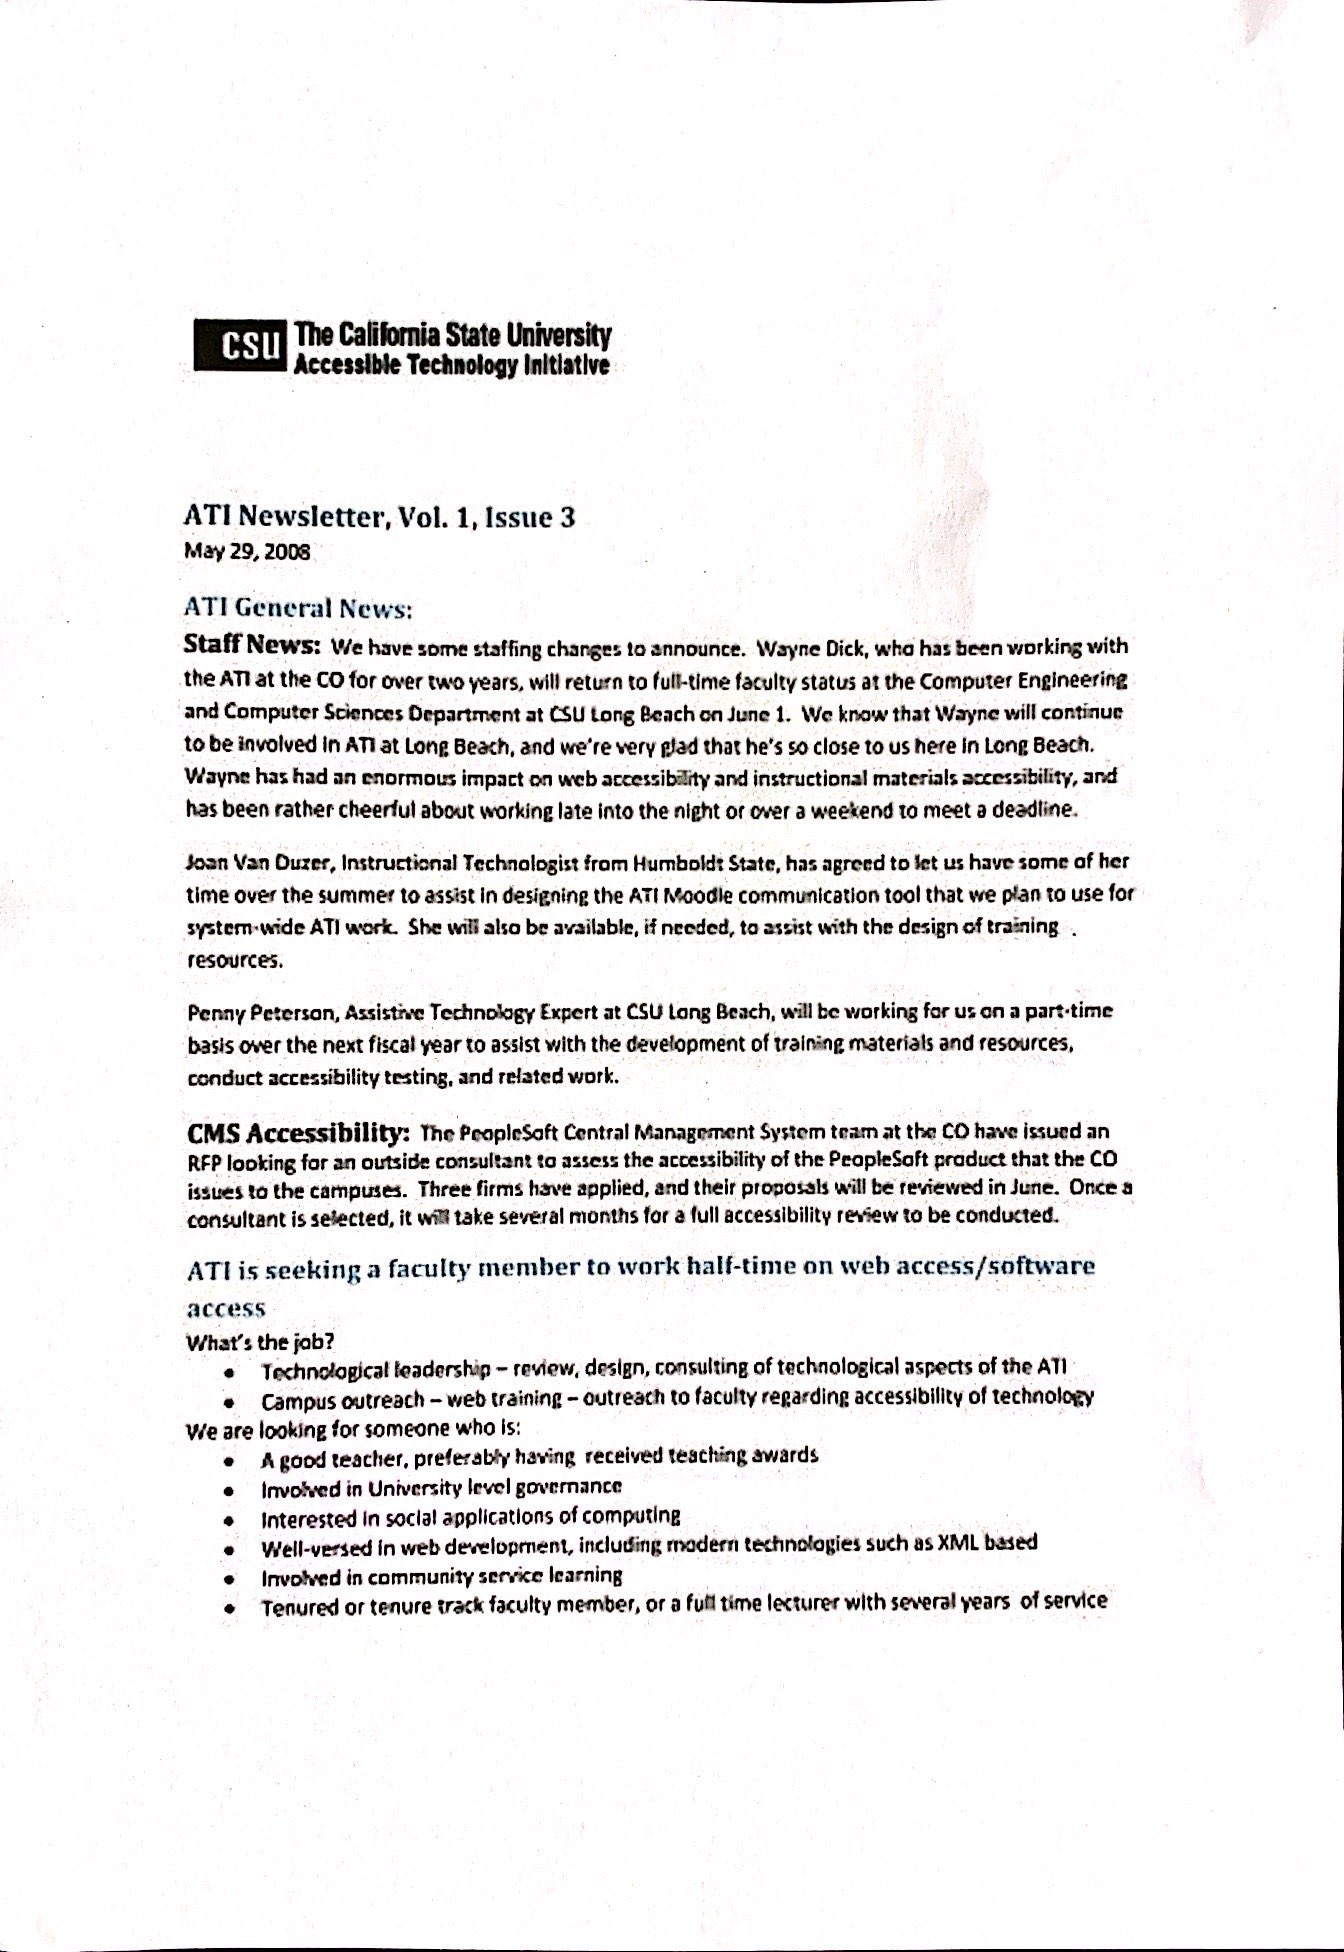 CSU The California State University
Accessible Technology Initiative
ATI Newsletter, Vol. 1, Issue 3
May 29, 2008
ATI General News:
Staff News: We have some staffing changes to announce. Wayne Dick, who has been working with
the ATI at the CO for over two years, will return to full-time faculty status at the Computer Engineering
and Computer Sciences Department at CSU Long Beach on June 1. We know that Wayne will continue
to be involved in ATI at Long Beach, and we're very glad that he's so close to us here in Long Beach.
Wayne has had an enormous impact on web accessibility and instructional materials accessibility, and
has been rather cheerful about working late into the night or over a weekend to meet a deadline.
Joan Van Duzer, Instructional Technologist from Humboldt State, has agreed to let us have some of her
time over the summer to assist in designing the ATI Moodle communication tool that we plan to use for
system-wide ATI work. She will also be available, if needed, to assist with the design of training
resources.
Penny Peterson, Assistive Technology Expert at CSU Long Beach, will be working for us on a part-time
basis over the next fiscal year to assist with the development of training materials and resources,
conduct accessibility testing, and related work.
CMS Accessibility: The PeopleSoft Central Management System team at the CO have issued an
RFP looking for an outside consultant to assess the accessibility of the PeopleSoft product that the CO
issues to the campuses. Three firms have applied, and their proposals will be reviewed in June. Once a
consultant is selected, it will take several months for a full accessibility review to be conducted.
ATI is seeking a faculty member to work half-time on web access/software
access
What's the job?
• Technological leadership – review, design, consulting of technological aspects of the ATI
• Campus outreach – web training – outreach to faculty regarding accessibility of technology
We are looking for someone who is:
• A good teacher, preferably having received teaching awards
• Involved in University level governance
• Interested in social applications of computing
• Well-versed in web development, including modern technologies such as XML based
• Involved in community service learning
• Tenured or tenure track faculty member, or a full time lecturer with several years of service